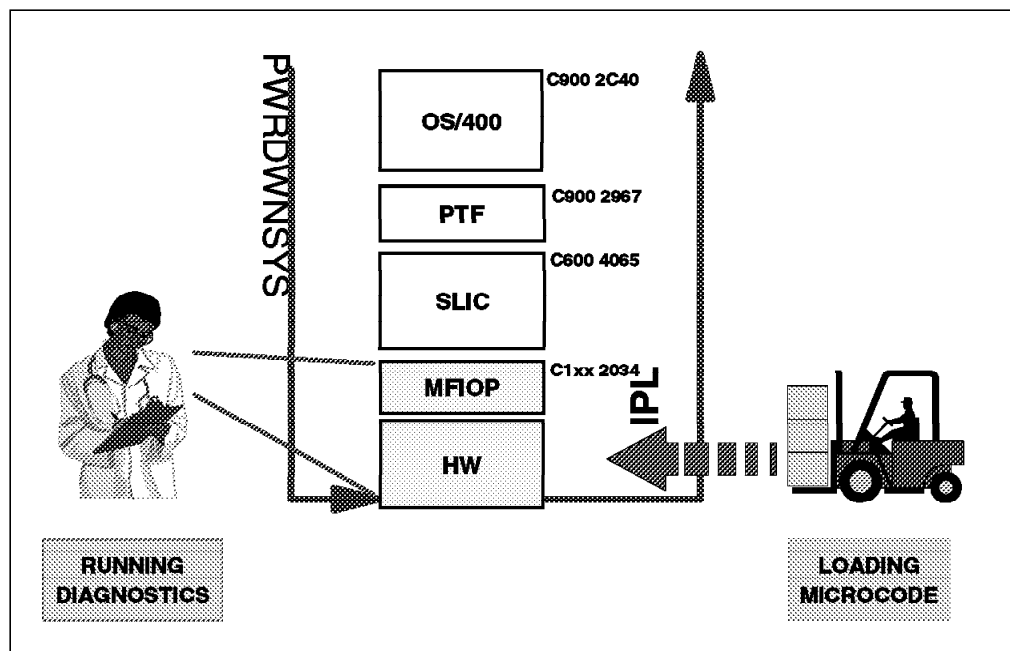 PWRDWNSYS
C900 2C40
OS/400
C900 2967
PTF
C600 4065
SLIC
C1xx 2034
MFIOP
IPL
HW
RUNNING
DIAGNOSTICS
LOADING
MICROCODE